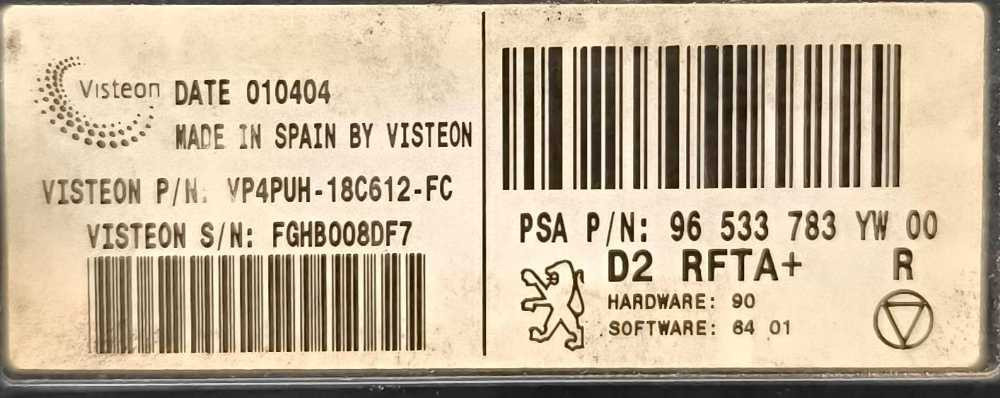 Visteon
DATE 010404
MADE IN SPAIN BY VISTEON
VISTEON P/N. VP4PUH-18C612-FC
VISTEON S/N: FGHB008DF7
PSA P/N: 96 533 783 YW 00
D2 RFTA+ R
HARDWARE: 90
SOFTWARE: 64 01